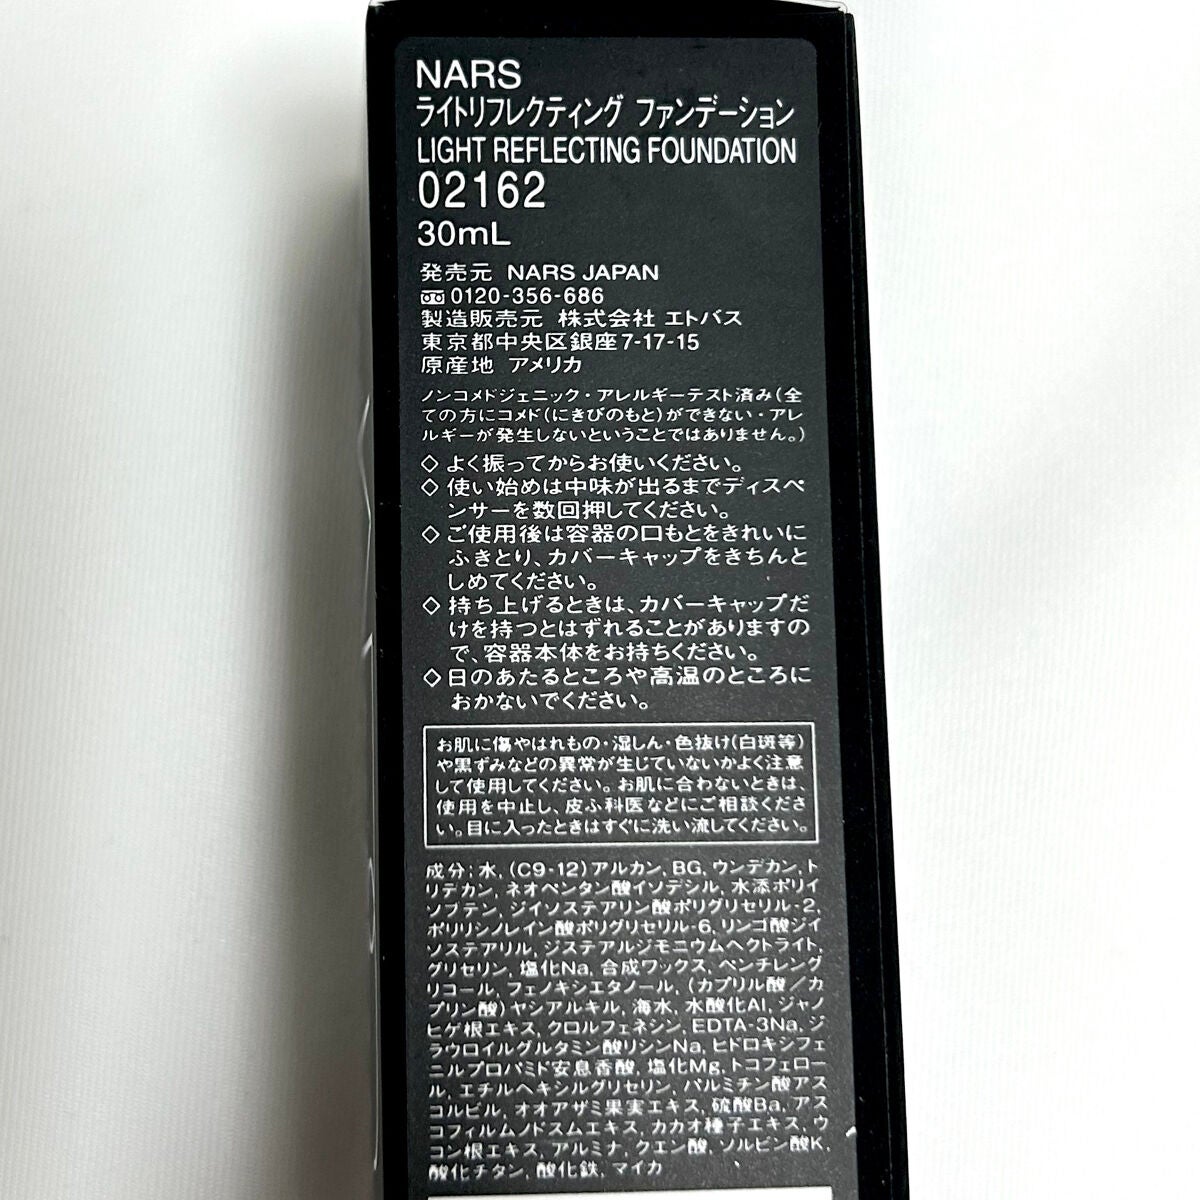 NARS
ライトリフレクティング ファンデーション
LIGHT REFLECTING FOUNDATION
02162
30mL
発売元 NARS JAPAN
0120-356-686
製造販売元 株式会社 エトバス
東京都中央区銀座7-17-15
原産地 アメリカ
ノンコメドジェニック・アレルギーテスト済み(全
ての方にコメド(にきびのもと)ができない・アレ
ルギーが発生しないということではありません。)
◇よく振ってからお使いください。
◇使い始めは中味が出るまでディスペ
ンサーを数回押してください。
◇ご使用後は容器の口もとをきれいに
ふきとり、カバーキャップをきちんと
しめてください。
◇持ち上げるときは、カバーキャップだ
けを持つとはずれることがありますの
で、容器本体をお持ちください。
◇日のあたるところや高温のところに
おかないでください。
お肌に傷やはれもの・湿しん・色抜け(白斑等)
や黒ずみなどの異常が生じていないかよく注意
して使用してください。お肌に合わないときは、
使用を中止し、皮ふ科医などにご相談くださ
い。目に入ったときはすぐに洗い流してください。
成分:水, (C9-12)アルカン, BG, ウンデカン, ト
リデカン, ネオペンタン酸イソデシル, 水添ポリイ
ソブテン, ジイソステアリン酸ポリグリセリル-2,
ポリリシノレイン酸ポリグリセリル-6, リンゴ酸ジイ
ソステアリル, ジステアルジモニウムヘクトライト,
グリセリン, 塩化Na, 合成ワックス, ペンチレング
リコール, フェノキシエタノール, (カプリル酸/カ
プリン酸)ヤシアルキル, 海水, 水酸化Al, ジャノ
ヒゲ根エキス, クロルフェネシン, EDTA-3Na, ジ
ラウロイルグルタミン酸リシンNa, ヒドロキシフェ
ニルプロパミド安息香酸, 塩化Mg, トコフェロー
ル, エチルヘキシルグリセリン, パルミチン酸アス
コルビル, オオアザミ果実エキス, 硫酸Ba, アス
コフィルムノドスムエキス, カカオ種子エキス, ウ
コン根エキス, アルミナ, クエン酸, ソルビン酸K,
酸化チタン, 酸化鉄, マイカ